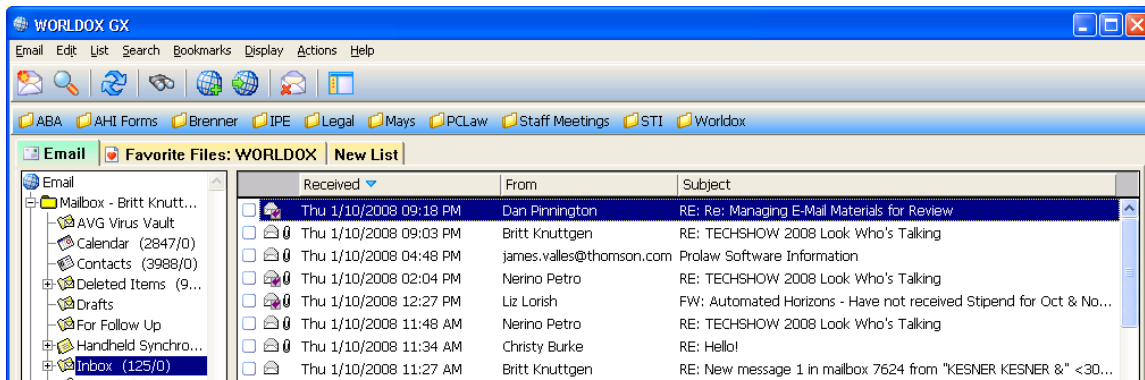 WORLDOX GX
Email Edit List Search Bookmarks Display Actions Help
ABA AHI Forms Brenner IPE Legal Mays PCLaw Staff Meetings STI Worldox
Email Favorite Files: WORLDOX New List
Email
Mailbox - Britt Knutt...
AVG Virus Vault
Calendar (2847/0)
Contacts (3988/0)
Deleted Items (9...
Drafts
For Follow Up
Handheld Synchro...
Inbox (125/0)
Received From Subject
Thu 1/10/2008 09:18 PM Dan Pinnington RE: Re: Managing E-Mail Materials for Review
Thu 1/10/2008 09:03 PM Britt Knuttgen RE: TECHSHOW 2008 Look Who's Talking
Thu 1/10/2008 04:48 PM james.valles@thomson.com Prolaw Software Information
Thu 1/10/2008 02:04 PM Nerino Petro RE: TECHSHOW 2008 Look Who's Talking
Thu 1/10/2008 12:27 PM Liz Lorish FW: Automated Horizons - Have not received Stipend for Oct & No...
Thu 1/10/2008 11:48 AM Nerino Petro RE: TECHSHOW 2008 Look Who's Talking
Thu 1/10/2008 11:34 AM Christy Burke RE: Hello!
Thu 1/10/2008 11:27 AM Britt Knuttgen RE: New message 1 in mailbox 7624 from "KESNER KESNER &" <30...